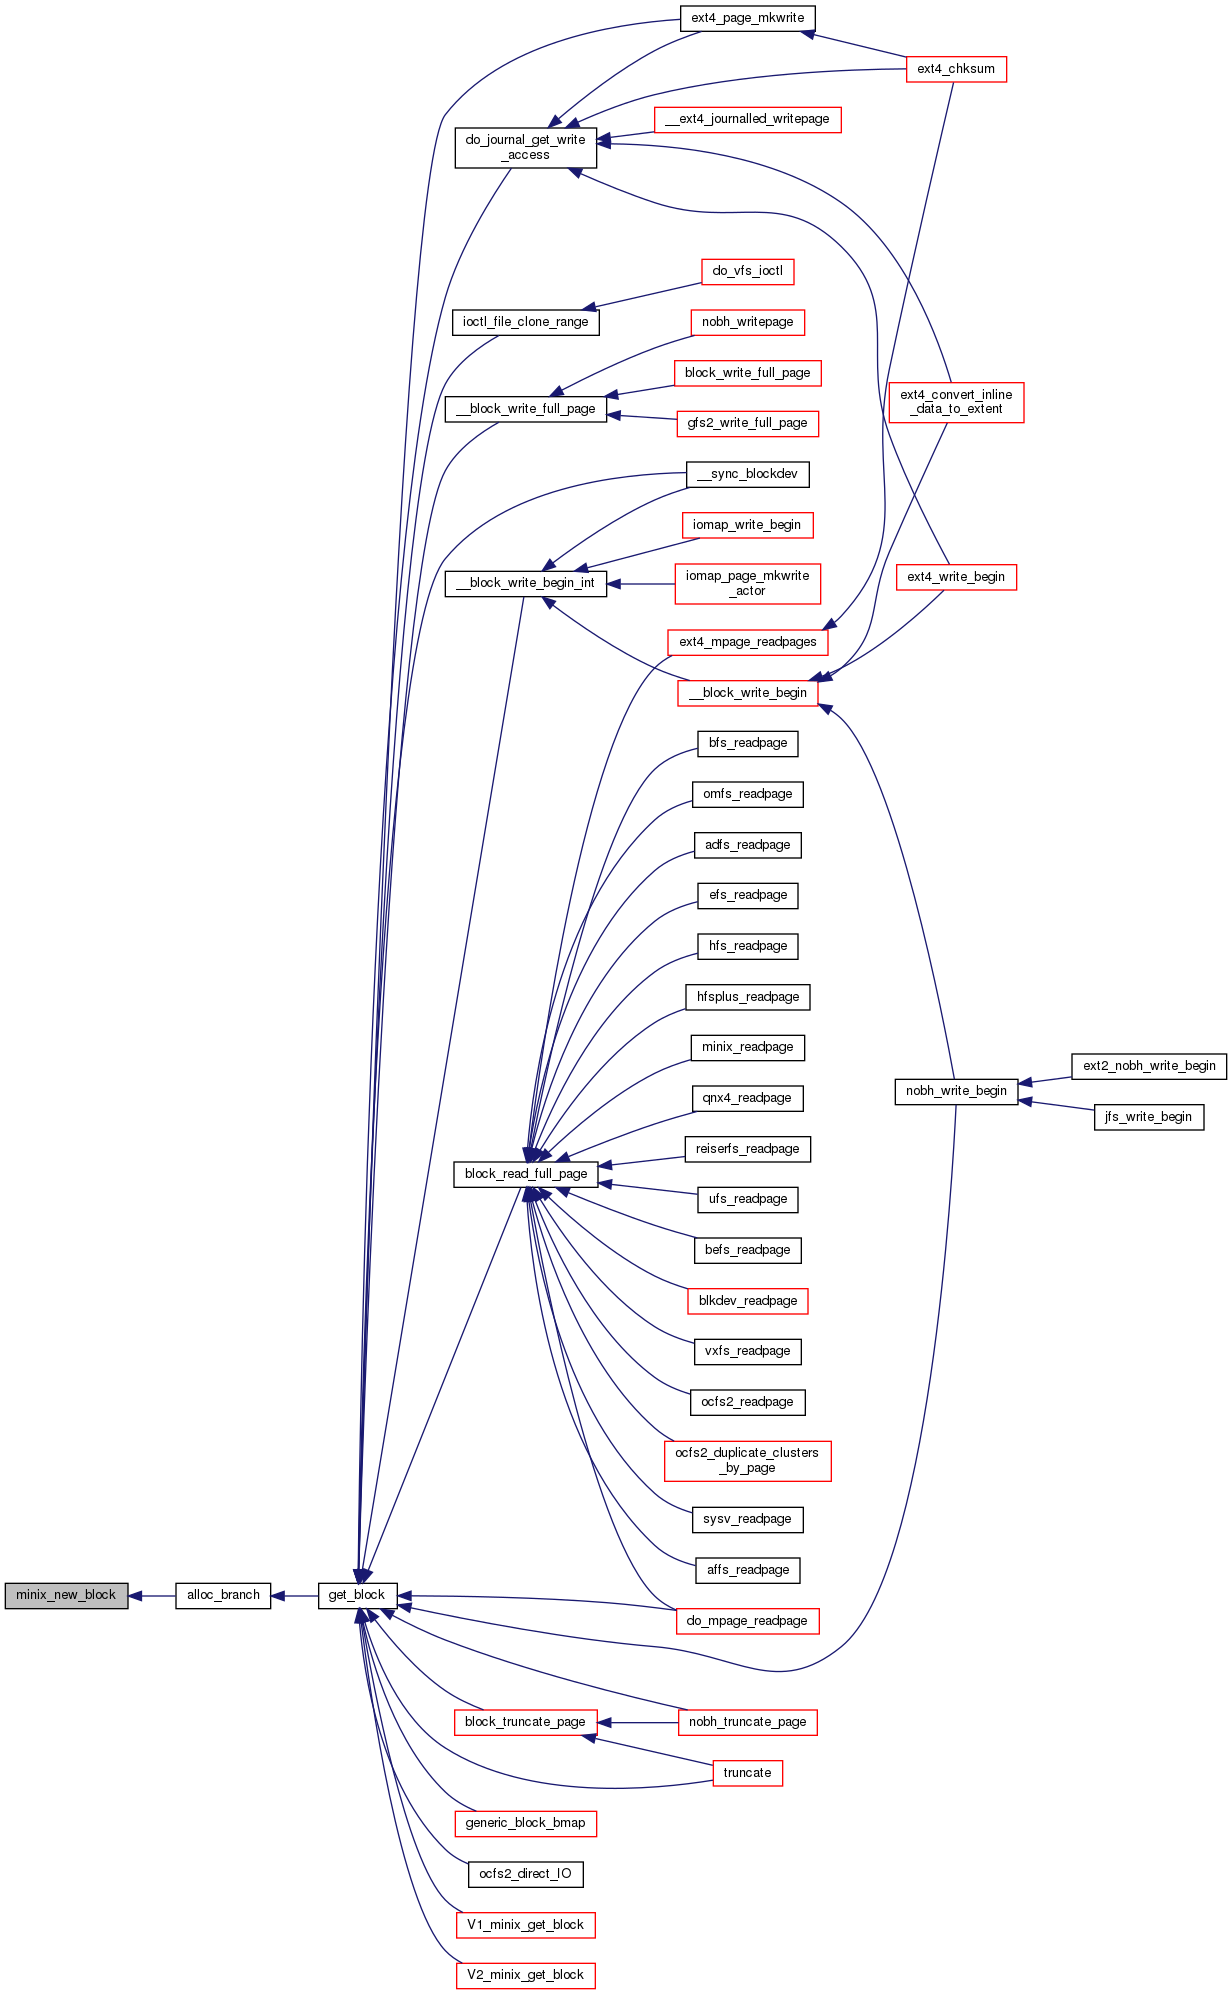 ext4_page_mkwrite
ext4_chksum
__ext4_journalled_writepage
do_journal_get_write
_access
do_vfs_ioctl
ioctl_file_clone_range
nobh_writepage
block_write_full_page
ext4_convert_inline
_data_to_extent
__block_write_full_page
gfs2_write_full_page
__sync_blockdev
iomap_write_begin
__block_write_begin_int
iomap_page_mkwrite
_actor
ext4_write_begin
ext4_mpage_readpages
__block_write_begin
bfs_readpage
omfs_readpage
adfs_readpage
efs_readpage
hfs_readpage
hfsplus_readpage
minix_readpage
ext2_nobh_write_begin
nobh_write_begin
qnx4_readpage
jfs_write_begin
reiserfs_readpage
block_read_full_page
ufs_readpage
befs_readpage
blkdev_readpage
vxfs_readpage
ocfs2_readpage
ocfs2_duplicate_clusters
_by_page
sysv_readpage
affs_readpage
minix_new_block
alloc_branch
get_block
do_mpage_readpage
block_truncate_page
nobh_truncate_page
truncate
generic_block_bmap
ocfs2_direct_IO
V1_minix_get_block
V2_minix_get_block